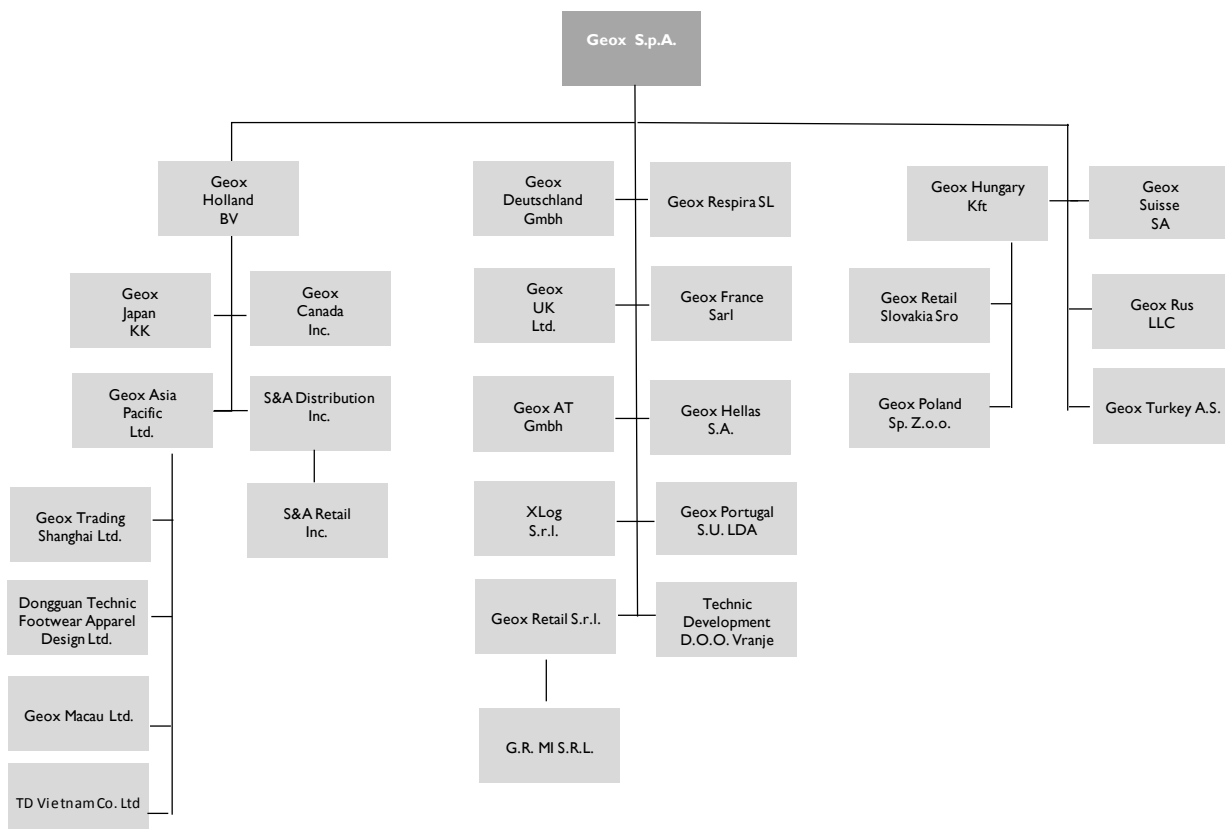 Geox S.p.A.
Geox
Holland
BV
Geox
Deutschland
Gmbh
Geox Respira SL
Geox Hungary
Kft
Geox
Suisse
SA
Geox
Japan
KK
Geox
Canada
Inc.
Geox
UK
Ltd.
Geox France
Sarl
Geox Retail
Slovakia Sro
Geox Rus
LLC
Geox Asia
Pacific
Ltd.
S&A Distribution
Inc.
Geox AT
Gmbh
Geox Hellas
S.A.
Geox Poland
Sp. Z.o.o.
Geox Turkey A.S.
Geox Trading
Shanghai Ltd.
S&A Retail
Inc.
XLog
S.r.l.
Geox Portugal
S.U. LDA
Dongguan Technic
Footwear Apparel
Design Ltd.
Geox Retail S.r.l.
Technic
Development
D.O.O. Vranje
Geox Macau Ltd.
G.R. MI S.R.L.
TD Vietnam Co. Ltd